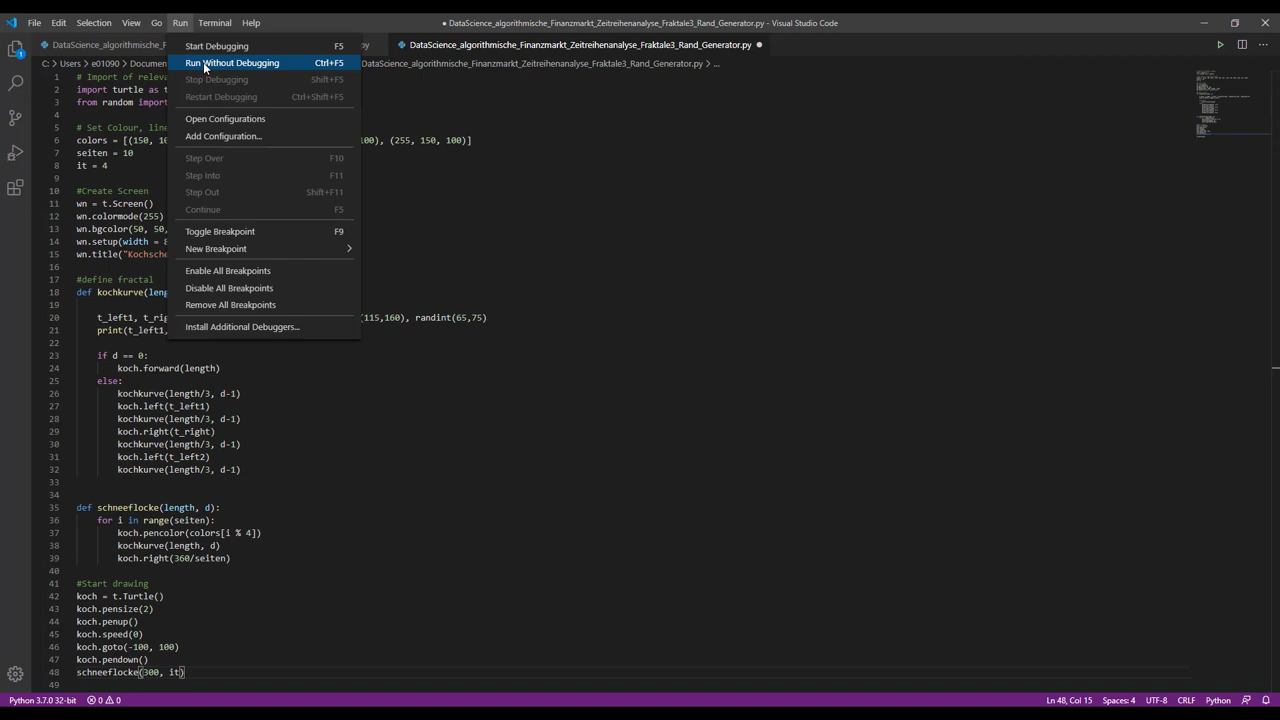 File Edit Selection View Go Run Terminal Help
● DataScience_algorithmische_Finanzmarkt_Zeitreihenanalyse_Fraktale3_Rand_Generator.py - Visual Studio Code
DataScience_algorithmische_F
py
DataScience_algorithmische_Finanzmarkt_Zeitreihenanalyse_Fraktale3_Rand_Generator.py ●
C: > Users > e01090 > Docum
DataScience_algorithmische_Finanzmarkt_Zeitreihenanalyse_Fraktale3_Rand_Generator.py > ...
Start Debugging F5
Run Without Debugging Ctrl+F5
Stop Debugging Shift+F5
Restart Debugging Ctrl+Shift+F5
Open Configurations
Add Configuration...
Step Over F10
Step Into F11
Step Out Shift+F11
Continue F5
Toggle Breakpoint F9
New Breakpoint >
Enable All Breakpoints
Disable All Breakpoints
Remove All Breakpoints
Install Additional Debuggers...
1 # Import of releva
2 import turtle as t
3 from random import
4
5 # Set Colour, line
6 colors = [(150, 10 00), (255, 150, 100)]
7 seiten = 10
8 it = 4
9
10 #Create Screen
11 wn = t.Screen()
12 wn.colormode(255)
13 wn.bgcolor(50, 50,
14 wn.setup(width = 8
15 wn.title("Kochsche
16
17 #define fractal
18 def kochkurve(leng
19
20 t_left1, t_rig (115,160), randint(65,75)
21 print(t_left1,
22
23 if d == 0:
24 koch.forward(length)
25 else:
26 kochkurve(length/3, d-1)
27 koch.left(t_left1)
28 kochkurve(length/3, d-1)
29 koch.right(t_right)
30 kochkurve(length/3, d-1)
31 koch.left(t_left2)
32 kochkurve(length/3, d-1)
33
34
35 def schneeflocke(length, d):
36 for i in range(seiten):
37 koch.pencolor(colors[i % 4])
38 kochkurve(length, d)
39 koch.right(360/seiten)
40
41 #Start drawing
42 koch = t.Turtle()
43 koch.pensize(2)
44 koch.penup()
45 koch.speed(0)
46 koch.goto(-100, 100)
47 koch.pendown()
48 schneeflocke(300, it)
49
Python 3.7.0 32-bit 0 0 Ln 48, Col 15 Spaces: 4 UTF-8 CRLF Python